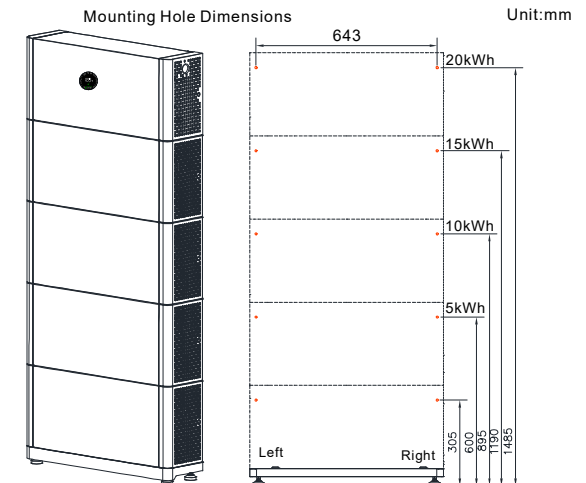 Mounting Hole Dimensions
Unit:mm
643
20kWh
15kWh
10kWh
5kWh
305
600
895
1190
1485
Left
Right